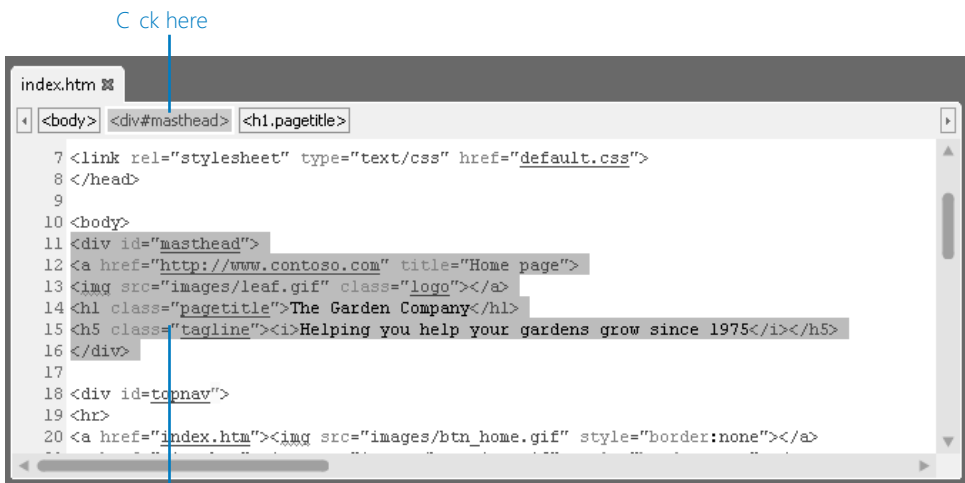 C ck here
index.htm
<body> <div#masthead> <h1.pagetitle>
7 <link rel="stylesheet" type="text/css" href="default.css">
8 </head>
9
10 <body>
11 <div id="masthead">
12 <a href="http://www.contoso.com" title="Home page">
13 <img src="images/leaf.gif" class="logo"></a>
14 <h1 class="pagetitle">The Garden Company</h1>
15 <h5 class="tagline"><i>Helping you help your gardens grow since 1975</i></h5>
16 </div>
17
18 <div id=topnav">
19 <hr>
20 <a href="index.htm"><img src="images/btn_home.gif" style="border:none"></a>